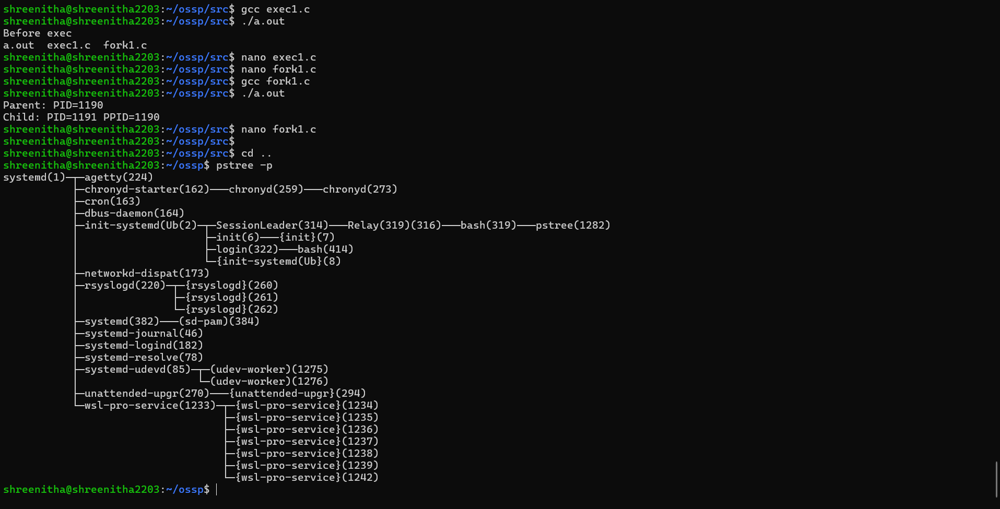 shreenitha@shreenitha2203:~/ossp/src$ gcc exec1.c
shreenitha@shreenitha2203:~/ossp/src$ ./a.out
Before exec
a.out  exec1.c  fork1.c
shreenitha@shreenitha2203:~/ossp/src$ nano exec1.c
shreenitha@shreenitha2203:~/ossp/src$ nano fork1.c
shreenitha@shreenitha2203:~/ossp/src$ gcc fork1.c
shreenitha@shreenitha2203:~/ossp/src$ ./a.out
Parent: PID=1190
Child: PID=1191 PPID=1190
shreenitha@shreenitha2203:~/ossp/src$ nano fork1.c
shreenitha@shreenitha2203:~/ossp/src$
shreenitha@shreenitha2203:~/ossp/src$ cd ..
shreenitha@shreenitha2203:~/ossp$ pstree -p
systemd(1)─┬─agetty(224)
           ├─chronyd-starter(162)───chronyd(259)───chronyd(273)
           ├─cron(163)
           ├─dbus-daemon(164)
           ├─init-systemd(Ub(2)─┬─SessionLeader(314)───Relay(319)(316)───bash(319)───pstree(1282)
           │                    ├─init(6)───{init}(7)
           │                    ├─login(322)───bash(414)
           │                    └─{init-systemd(Ub}(8)
           ├─networkd-dispat(173)
           ├─rsyslogd(220)─┬─{rsyslogd}(260)
           │               ├─{rsyslogd}(261)
           │               └─{rsyslogd}(262)
           ├─systemd(382)───(sd-pam)(384)
           ├─systemd-journal(46)
           ├─systemd-logind(182)
           ├─systemd-resolve(78)
           ├─systemd-udevd(85)─┬─(udev-worker)(1275)
           │                   └─(udev-worker)(1276)
           ├─unattended-upgr(270)───{unattended-upgr}(294)
           └─wsl-pro-service(1233)─┬─{wsl-pro-service}(1234)
                                   ├─{wsl-pro-service}(1235)
                                   ├─{wsl-pro-service}(1236)
                                   ├─{wsl-pro-service}(1237)
                                   ├─{wsl-pro-service}(1238)
                                   ├─{wsl-pro-service}(1239)
                                   └─{wsl-pro-service}(1242)
shreenitha@shreenitha2203:~/ossp$